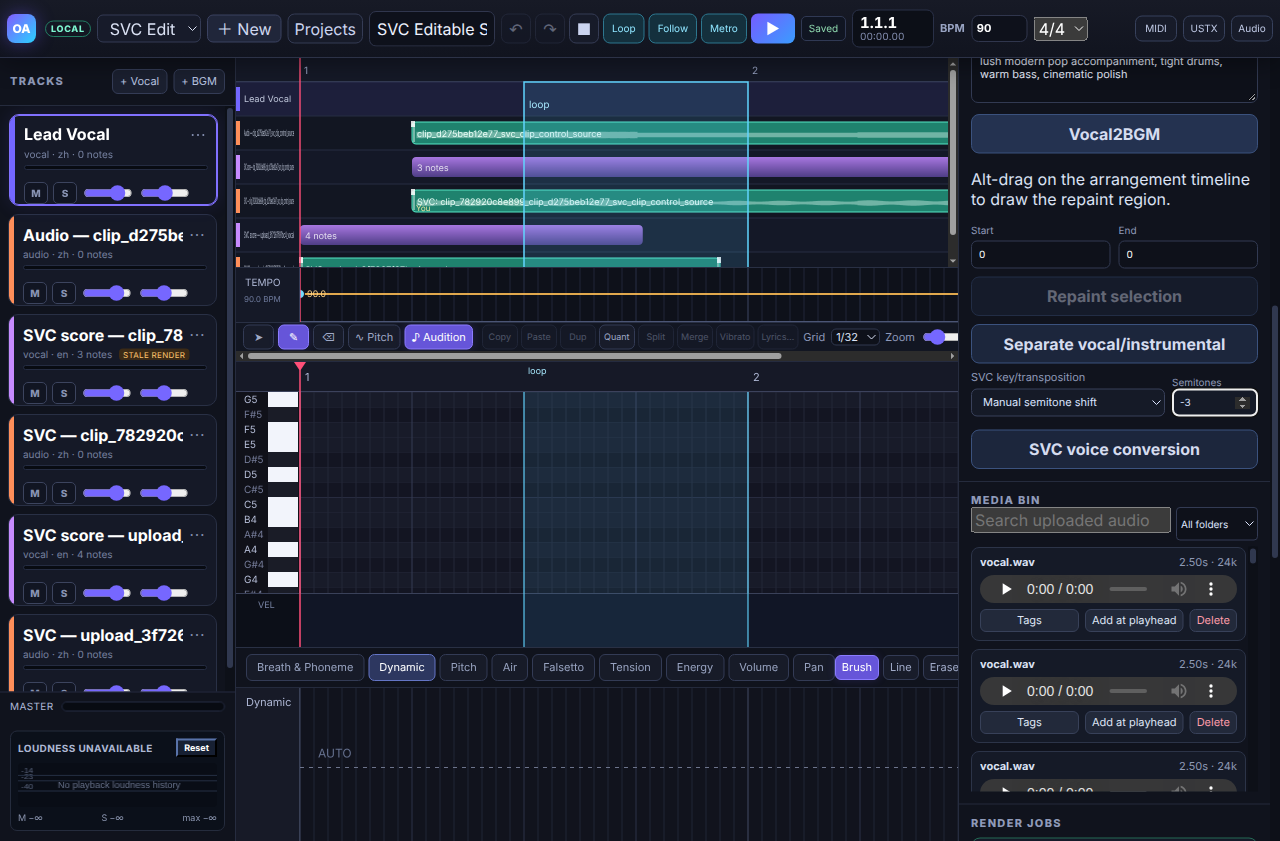 OA
LOCAL
SVC Edit
+ New
Projects
SVC Editable S
Loop
Follow
Metro
Saved
1.1.1
00:00.00
BPM
90
4/4
MIDI
USTX
Audio
TRACKS
+ Vocal
+ BGM
Lead Vocal
vocal · zh · 0 notes
M
S
Audio — clip_d275be
audio · zh · 0 notes
M
S
SVC score — clip_78
vocal · en · 3 notes
STALE RENDER
M
S
SVC — clip_782920c
audio · zh · 0 notes
M
S
SVC score — upload_
vocal · en · 4 notes
M
S
SVC — upload_3f726
audio · zh · 0 notes
M
S
MASTER
LOUDNESS UNAVAILABLE
Reset
-14
-23
-40
No playback loudness history
M −∞
S −∞
max −∞
1
2
Lead Vocal
loop
clip_d275beb12e77_svc_clip_control_source
3 notes
SVC: clip_782920c8e899_clip_d275beb12e77_svc_clip_control_source
You
4 notes
TEMPO
90.0 BPM
90.0
Pitch
Audition
Copy
Paste
Dup
Quant
Split
Merge
Vibrato
Lyrics...
Grid
1/32
Zoom
1
loop
2
G5
F#5
F5
E5
D#5
D5
C#5
C5
B4
A#4
A4
G#4
G4
VEL
Breath & Phoneme
Dynamic
Pitch
Air
Falsetto
Tension
Energy
Volume
Pan
Brush
Line
Erase
Dynamic
AUTO
lush modern pop accompaniment, tight drums,
warm bass, cinematic polish
Vocal2BGM
Alt-drag on the arrangement timeline
to draw the repaint region.
Start
End
0
0
Repaint selection
Separate vocal/instrumental
SVC key/transposition
Semitones
Manual semitone shift
-3
SVC voice conversion
MEDIA BIN
Search uploaded audio
All folders
vocal.wav
2.50s · 24k
0:00 / 0:00
Tags
Add at playhead
Delete
vocal.wav
2.50s · 24k
0:00 / 0:00
Tags
Add at playhead
Delete
vocal.wav
2.50s · 24k
0:00 / 0:00
RENDER JOBS